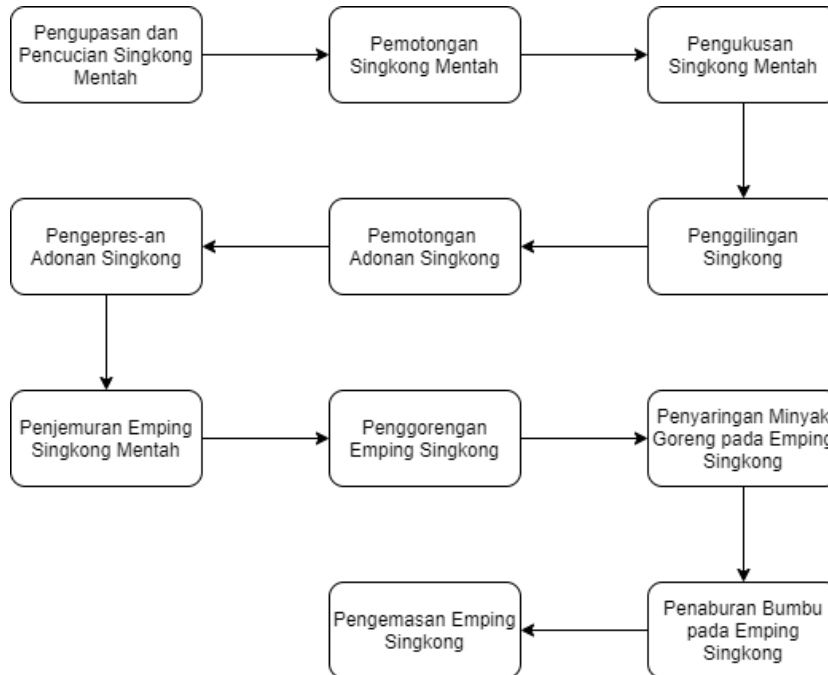 Pengupasan dan
Pencucian Singkong
Mentah
Pemotongan
Singkong Mentah
Pengukusan
Singkong Mentah
Penggilingan
Singkong
Pemotongan
Adonan Singkong
Pengepres-an
Adonan Singkong
Penjemuran Emping
Singkong Mentah
Penggorengan
Emping Singkong
Penyaringan Minyak
Goreng pada Emping
Singkong
Penaburan Bumbu
pada Emping
Singkong
Pengemasan Emping
Singkong